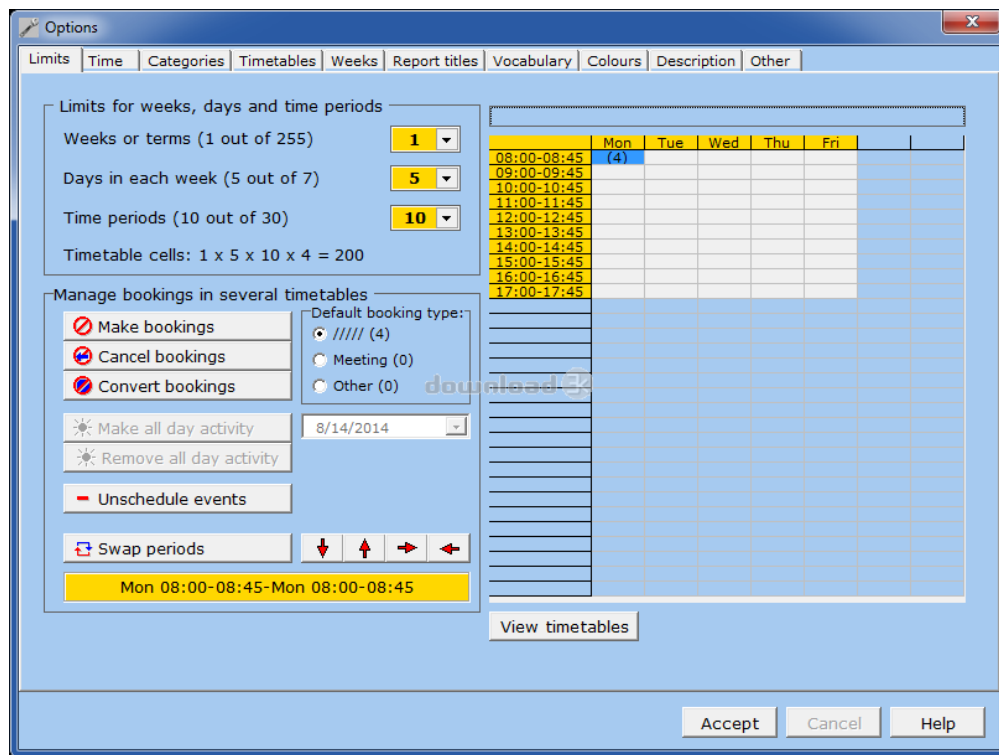 Options
Limits Time Categories Timetables Weeks Report titles Vocabulary Colours Description Other
Limits for weeks, days and time periods
Weeks or terms (1 out of 255) 1
Days in each week (5 out of 7) 5
Time periods (10 out of 30) 10
Timetable cells: 1 x 5 x 10 x 4 = 200
Manage bookings in several timetables
Make bookings
Cancel bookings
Convert bookings
Default booking type:
///// (4)
Meeting (0)
Other (0)
Make all day activity 8/14/2014
Remove all day activity
Unschedule events
Swap periods
Mon 08:00-08:45-Mon 08:00-08:45
Mon Tue Wed Thu Fri
08:00-08:45 (4)
09:00-09:45
10:00-10:45
11:00-11:45
12:00-12:45
13:00-13:45
14:00-14:45
15:00-15:45
16:00-16:45
17:00-17:45
download
View timetables
Accept Cancel Help